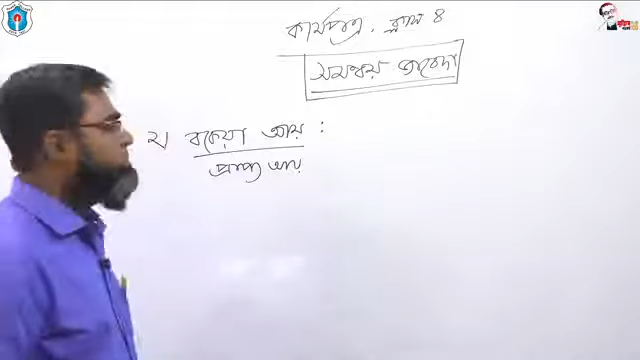 কার্যপত্র, ক্লাস ৪
সমন্বয় জাবেদা
২। বকেয়া আয় :
প্রাপ্য আয়